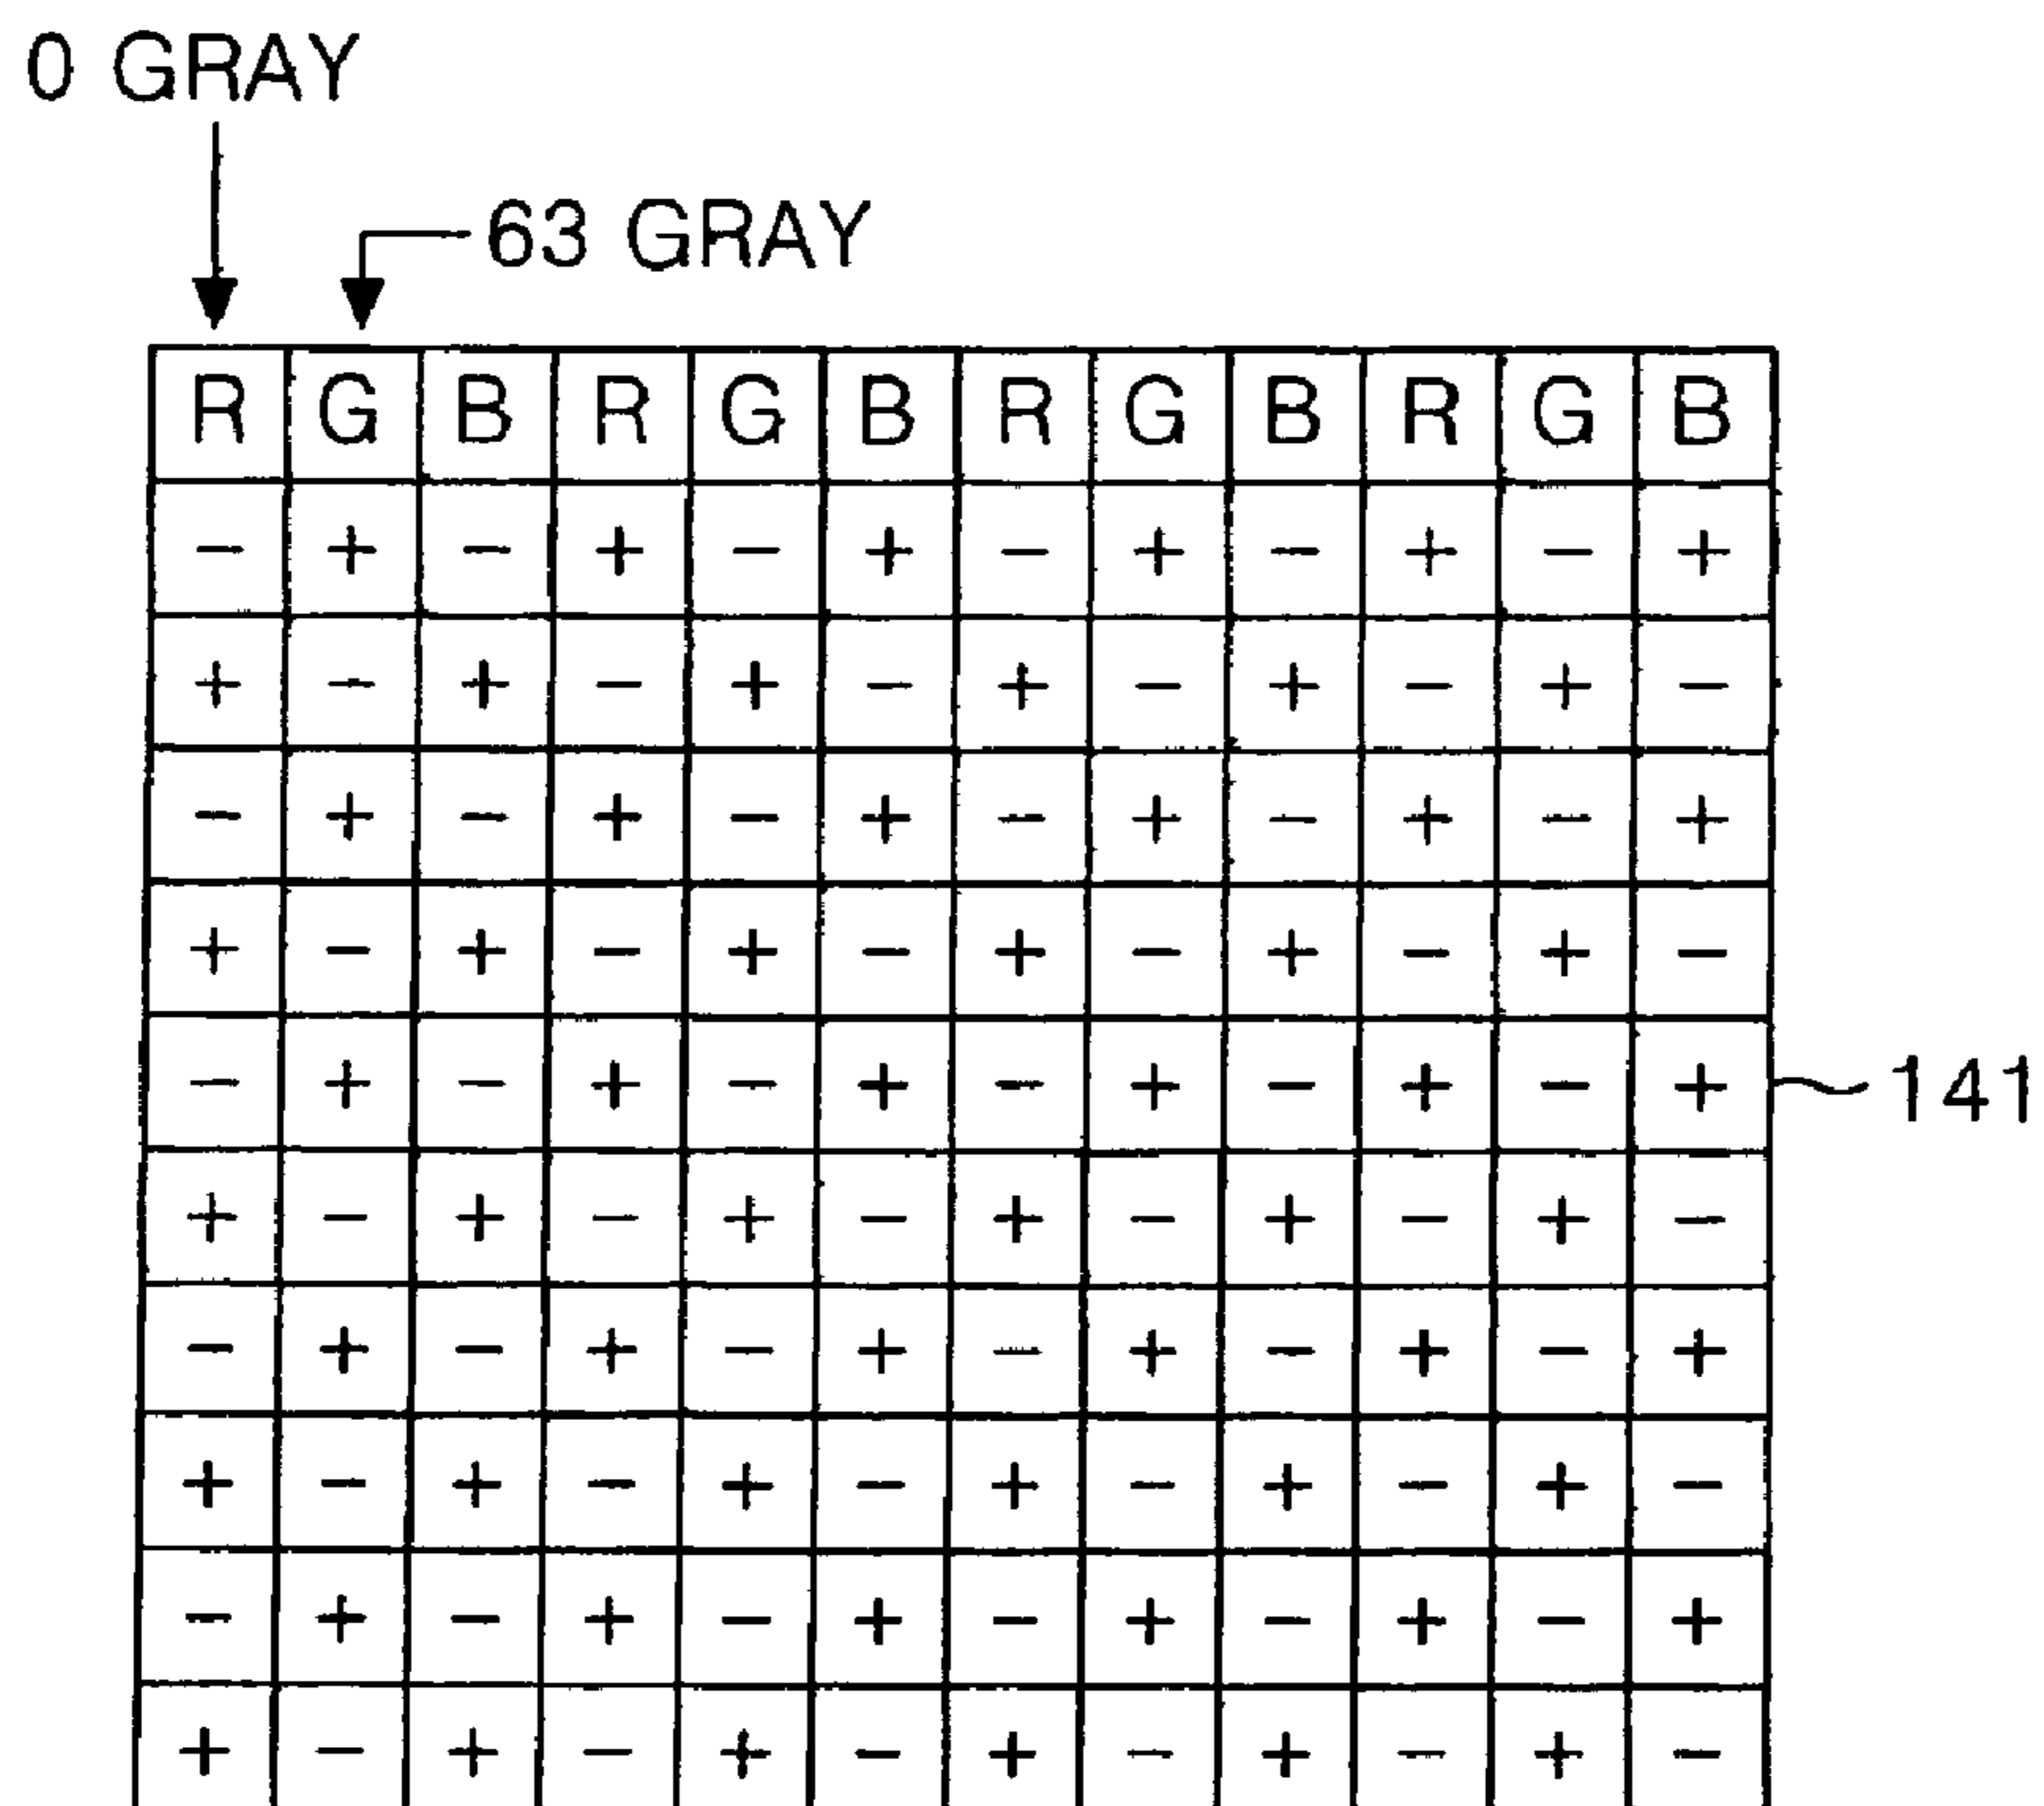 0 GRAY
63 GRAY
R G B R G B R G B R G B
− + − + − + − + − + − +
+ − + − + − + − + − + −
− + − + − + − + − + − +
+ − + − + − + − + − + −
− + − + − + − + − + − + 141
+ − + − + − + − + − + −
− + − + − + − + − + − +
+ − + − + − + − + − + −
− + − + − + − + − + − +
+ − + − + − + − + − + −